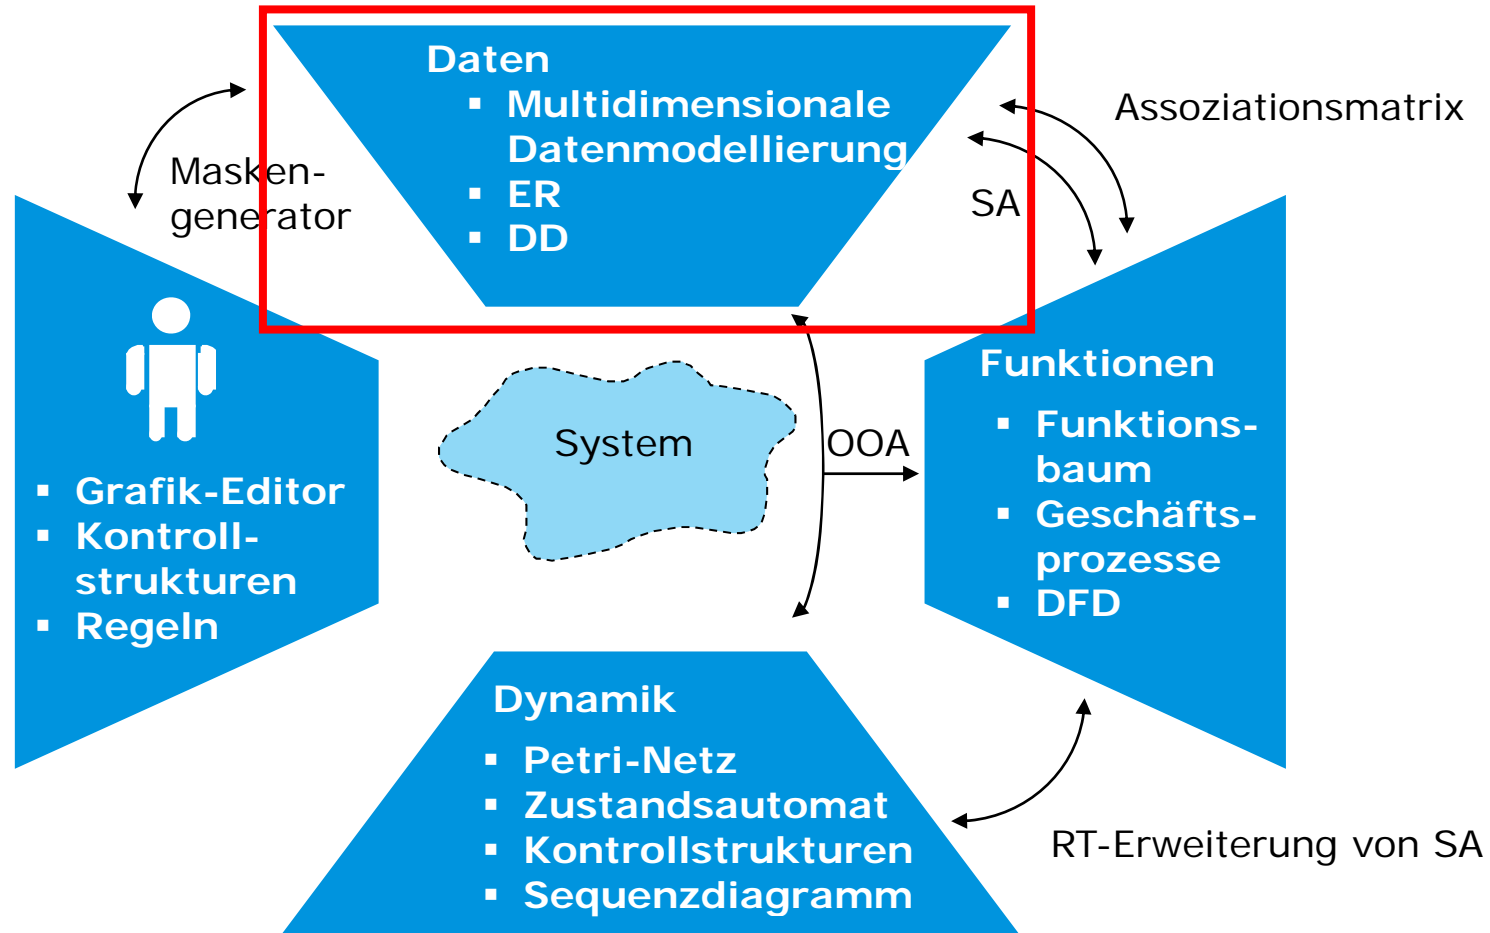 Daten
▪ Multidimensionale
Datenmodellierung
▪ ER
▪ DD
Assoziationsmatrix
Masken-
generator
SA
System
OOA
▪ Grafik-Editor
▪ Kontroll-
strukturen
▪ Regeln
Funktionen
▪ Funktions-
baum
▪ Geschäfts-
prozesse
▪ DFD
Dynamik
▪ Petri-Netz
▪ Zustandsautomat
▪ Kontrollstrukturen
▪ Sequenzdiagramm
RT-Erweiterung von SA